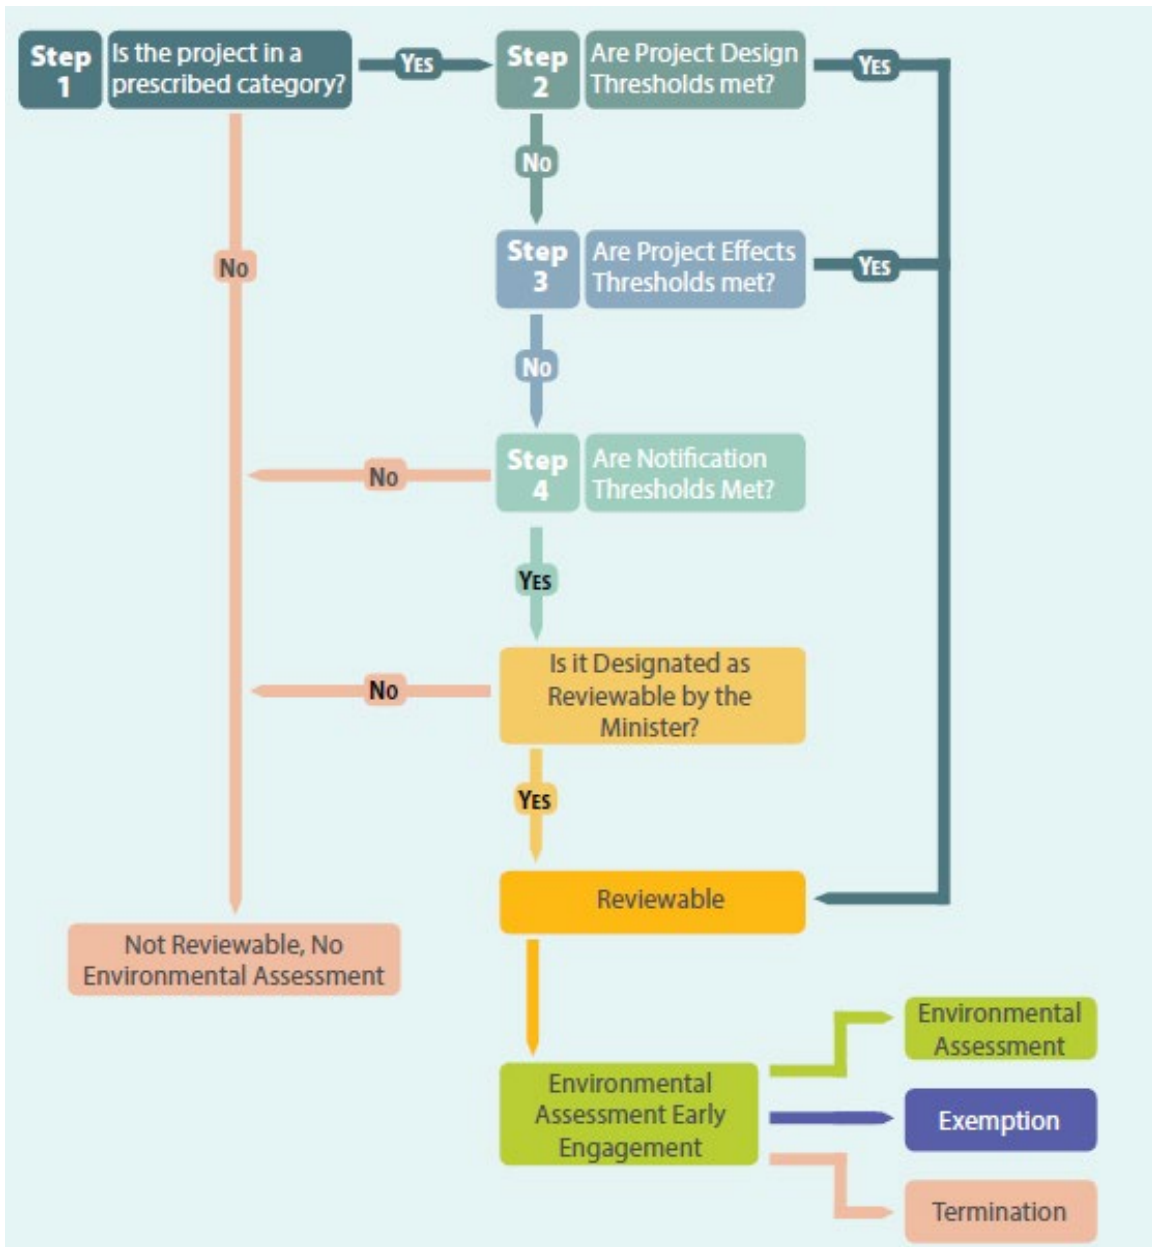 Step
1
Is the project in a
prescribed category?
YES
Step
2
Are Project Design
Thresholds met?
YES
NO
NO
Step
3
Are Project Effects
Thresholds met?
YES
NO
Step
4
Are Notification
Thresholds Met?
NO
YES
Is it Designated as
Reviewable by the
Minister?
NO
YES
Reviewable
Not Reviewable, No
Environmental Assessment
Environmental
Assessment Early
Engagement
Environmental
Assessment
Exemption
Termination